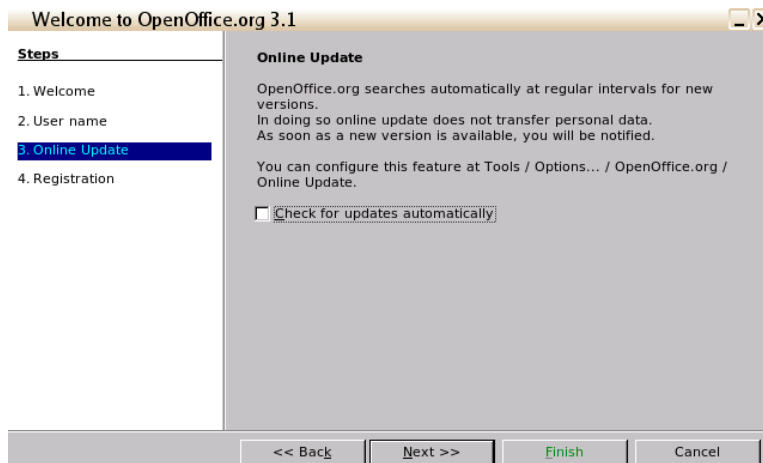 Welcome to OpenOffice.org 3.1
Steps
1. Welcome
2. User name
3. Online Update
4. Registration
Online Update
OpenOffice.org searches automatically at regular intervals for new
versions.
In doing so online update does not transfer personal data.
As soon as a new version is available, you will be notified.
You can configure this feature at Tools / Options... / OpenOffice.org /
Online Update.
Check for updates automatically
<< Back
Next >>
Finish
Cancel